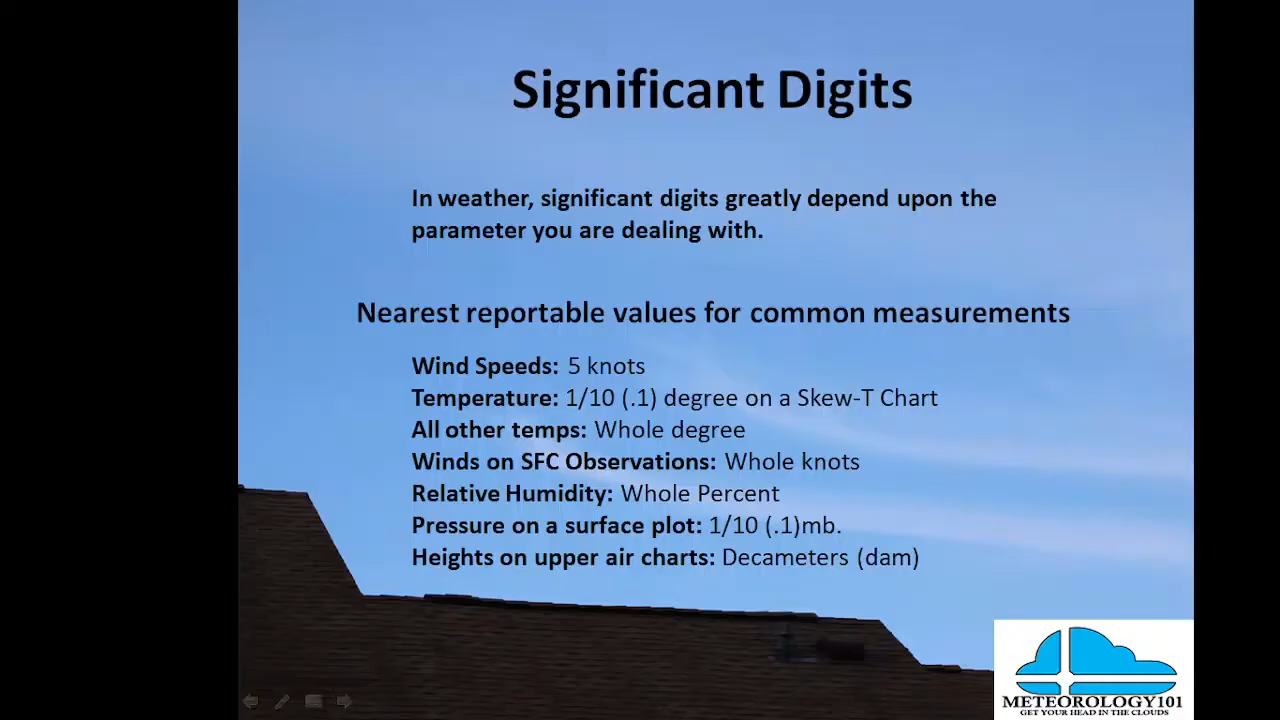 Significant Digits
In weather, significant digits greatly depend upon the
parameter you are dealing with.
Nearest reportable values for common measurements
Wind Speeds: 5 knots
Temperature: 1/10 (.1) degree on a Skew-T Chart
All other temps: Whole degree
Winds on SFC Observations: Whole knots
Relative Humidity: Whole Percent
Pressure on a surface plot: 1/10 (.1)mb.
Heights on upper air charts: Decameters (dam)
METEOROLOGY101
GET YOUR HEAD IN THE CLOUDS